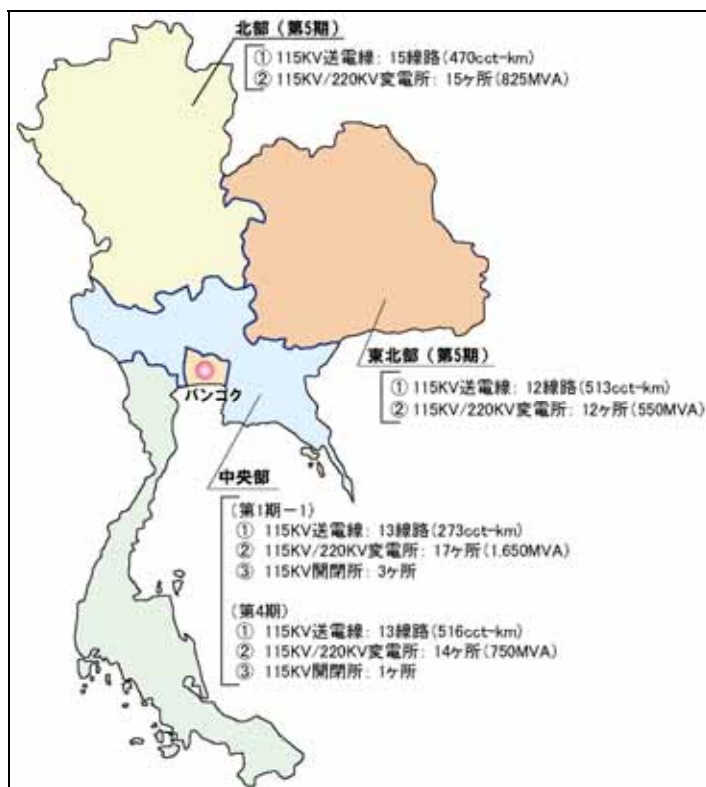 北部（第5期）
① 115KV送電線： 15線路(470cct-km)
② 115KV/220KV変電所： 15ヶ所(825MVA)
東北部（第5期）
① 115KV送電線： 12線路(513cct-km)
② 115KV/220KV変電所： 12ヶ所(550MVA)
バンコク
中央部
(第1期－1)
① 115KV送電線： 13線路(273cct-km)
② 115KV/220KV変電所： 17ヶ所(1,650MVA)
③ 115KV開閉所： 3ヶ所
(第4期)
① 115KV送電線： 13線路(516cct-km)
② 115KV/220KV変電所： 14ヶ所(750MVA)
③ 115KV開閉所： 1ヶ所